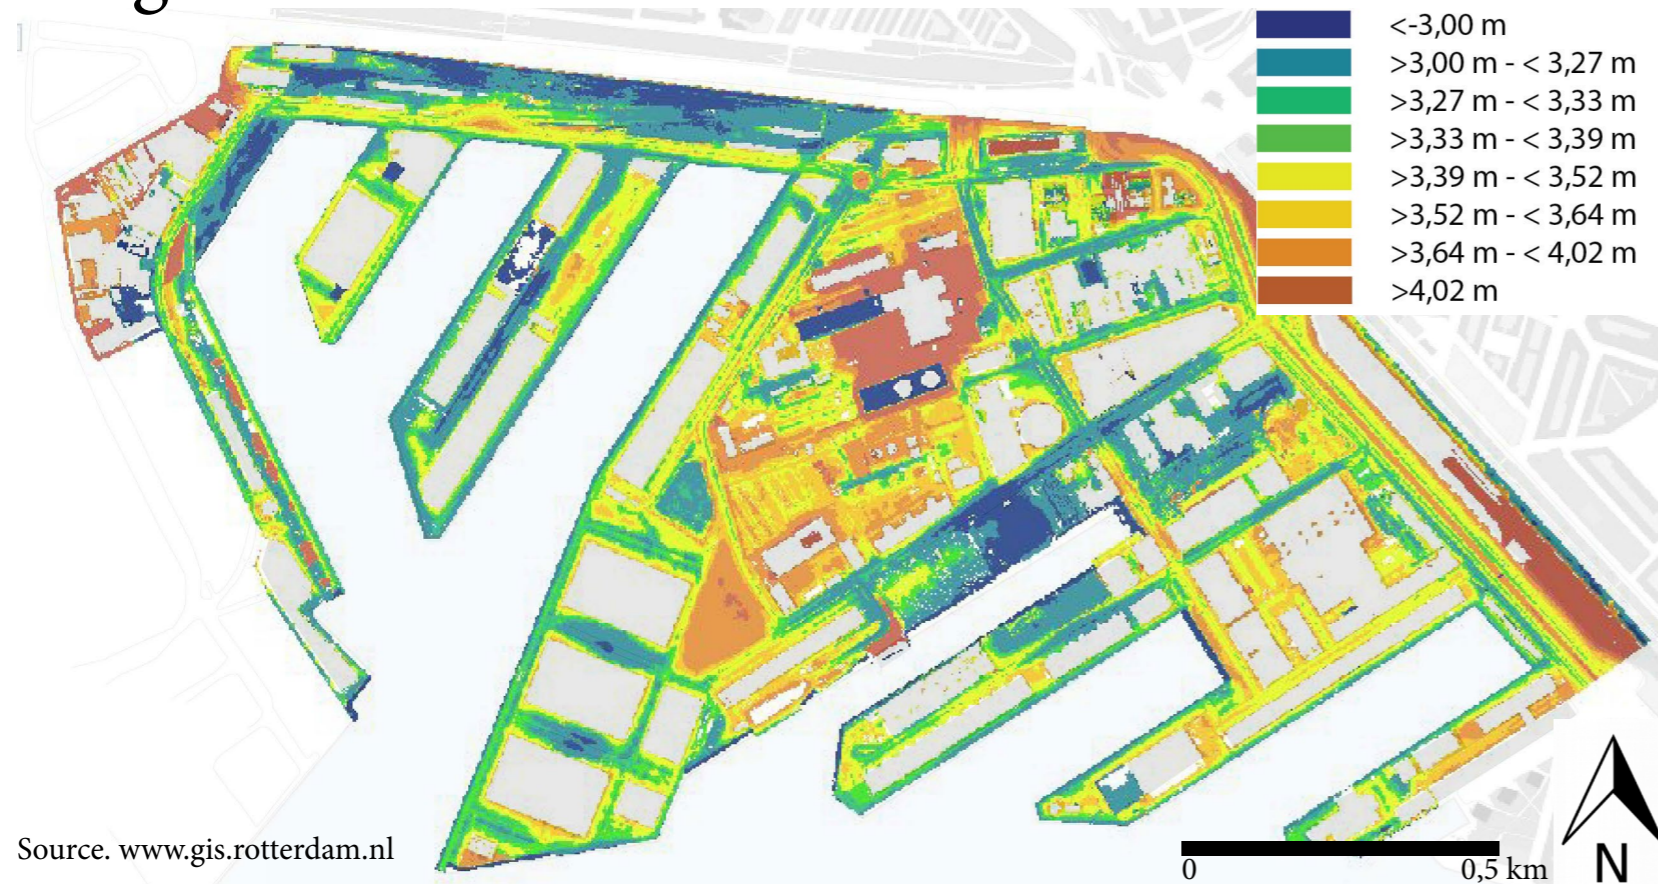 <-3,00 m
>3,00 m - < 3,27 m
>3,27 m - < 3,33 m
>3,33 m - < 3,39 m
>3,39 m - < 3,52 m
>3,52 m - < 3,64 m
>3,64 m - < 4,02 m
>4,02 m
Source. www.gis.rotterdam.nl
0 0,5 km
N